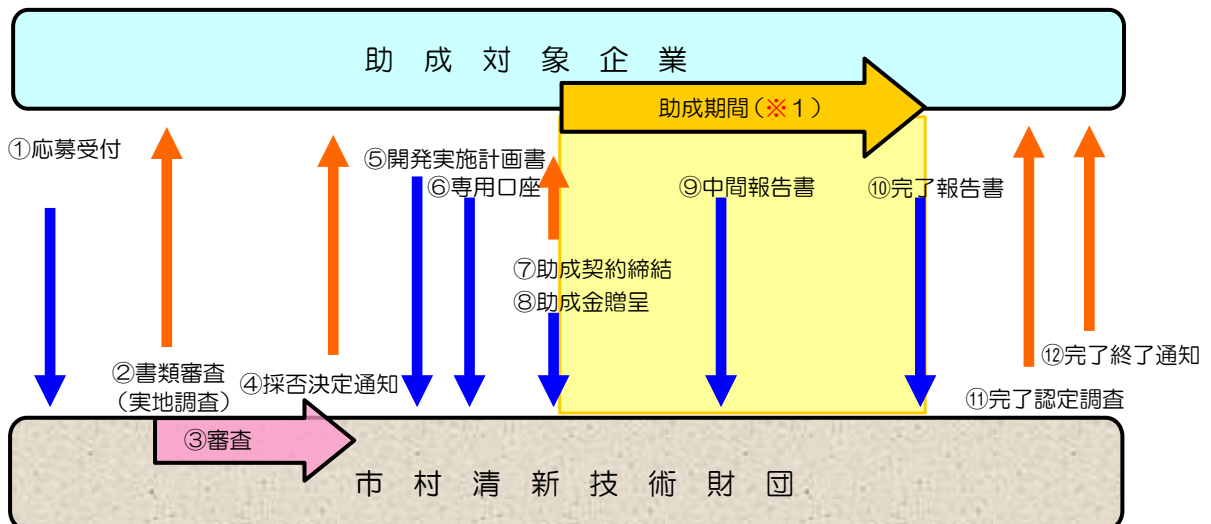 助成対象企業
助成期間(※1)
①応募受付
⑤開発実施計画書
⑥専用口座
⑨中間報告書
⑩完了報告書
⑦助成契約締結
⑧助成金贈呈
②書類審査
(実地調査)
④採否決定通知
⑫完了終了通知
⑪完了認定調査
③審査
市村清新技術財団